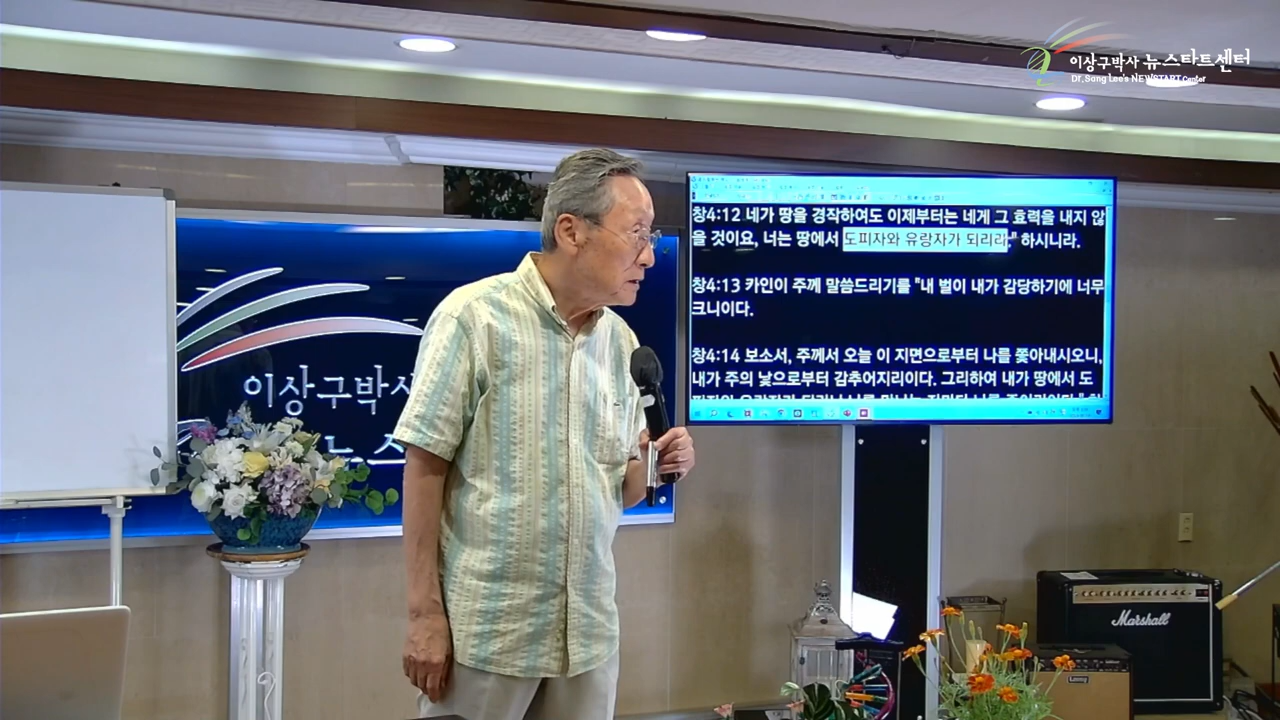 이상구박사 뉴스타트센터
Dr. Sang Lee's NEWSTART Center
창4:12 네가 땅을 경작하여도 이제부터는 네게 그 효력을 내지 않
을 것이요, 너는 땅에서 도피자와 유랑자가 되리라." 하시니라.
창4:13 카인이 주께 말씀드리기를 "내 벌이 내가 감당하기에 너무
크니이다.
창4:14 보소서, 주께서 오늘 이 지면으로부터 나를 쫓아내시오니,
내가 주의 낯으로부터 감추어지리이다. 그리하여 내가 땅에서 도
이상구박사
뉴스
Marshall
Laney